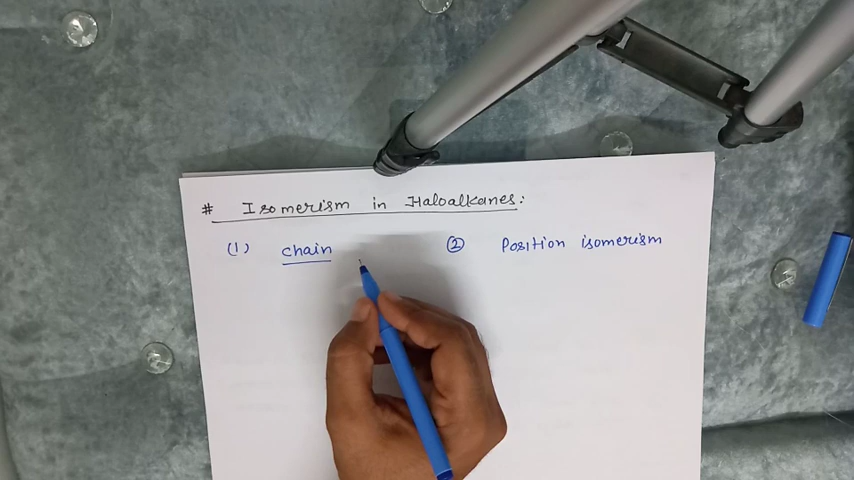 # Isomerism in Haloalkanes:
(1) chain ② Position isomerism